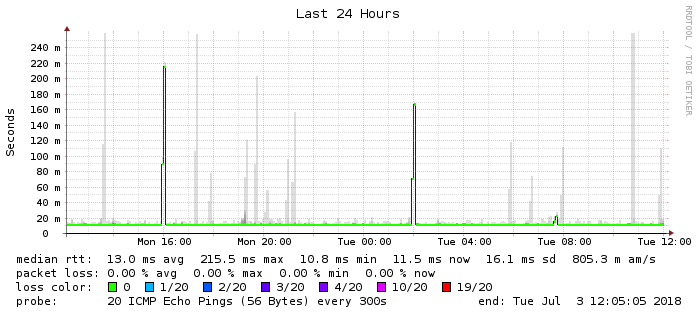 Last 24 Hours
RRDTOOL / TOBI OETIKER
Seconds
240 m
220 m
200 m
180 m
160 m
140 m
120 m
100 m
80 m
60 m
40 m
20 m
0
Mon 16:00 Mon 20:00 Tue 00:00 Tue 04:00 Tue 08:00 Tue 12:00
median rtt: 13.0 ms avg 215.5 ms max 10.8 ms min 11.5 ms now 16.1 ms sd 805.3 m am/s
packet loss: 0.00 % avg 0.00 % max 0.00 % min 0.00 % now
loss color: 0 1/20 2/20 3/20 4/20 10/20 19/20
probe: 20 ICMP Echo Pings (56 Bytes) every 300s end: Tue Jul 3 12:05:05 2018